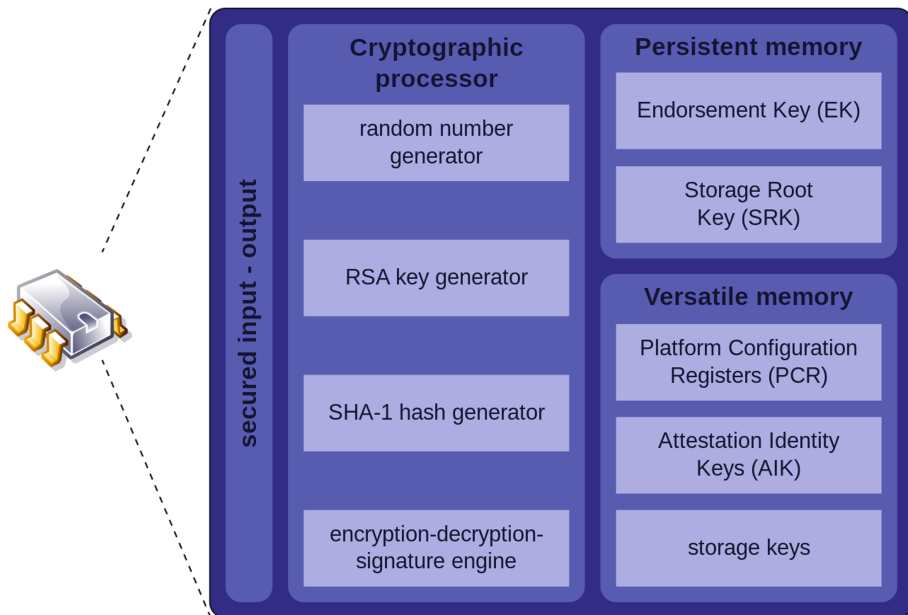 secured input - output
Cryptographic
processor
random number
generator
RSA key generator
SHA-1 hash generator
encryption-decryption-
signature engine
Persistent memory
Endorsement Key (EK)
Storage Root
Key (SRK)
Versatile memory
Platform Configuration
Registers (PCR)
Attestation Identity
Keys (AIK)
storage keys